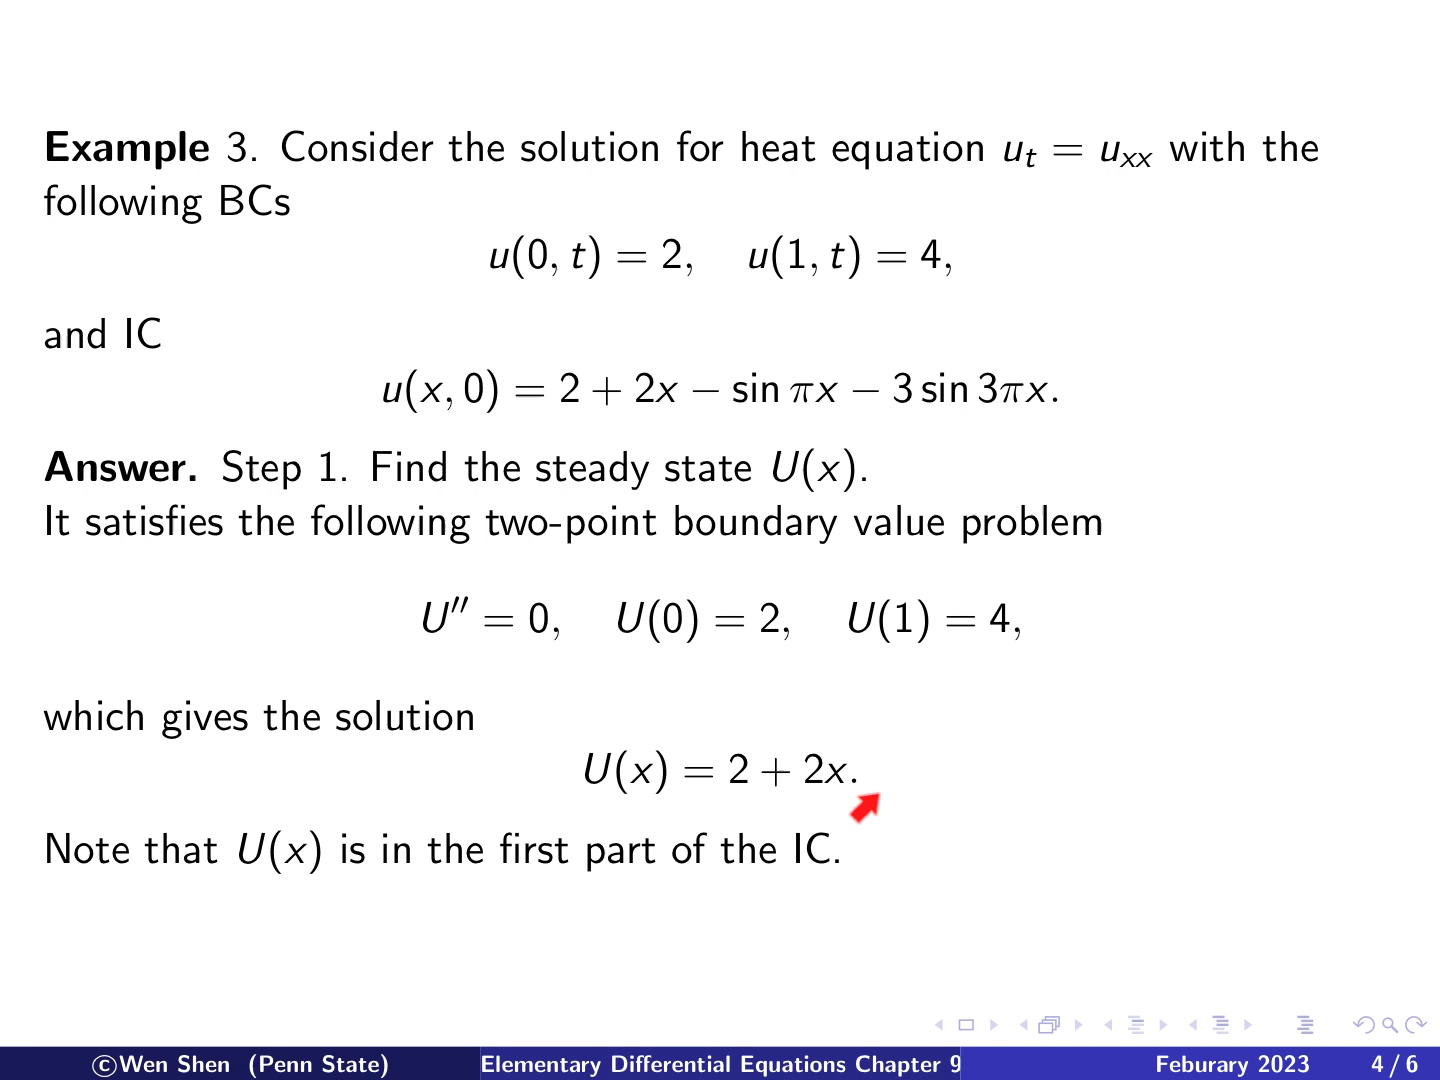 Example 3. Consider the solution for heat equation u_t = u_xx with the
following BCs
u(0, t) = 2, u(1, t) = 4,
and IC
u(x, 0) = 2 + 2x − sin πx − 3 sin 3πx.
Answer. Step 1. Find the steady state U(x).
It satisfies the following two-point boundary value problem
U″ = 0, U(0) = 2, U(1) = 4,
which gives the solution
U(x) = 2 + 2x.
Note that U(x) is in the first part of the IC.
©Wen Shen (Penn State) Elementary Differential Equations Chapter 9 Feburary 2023 4 / 6